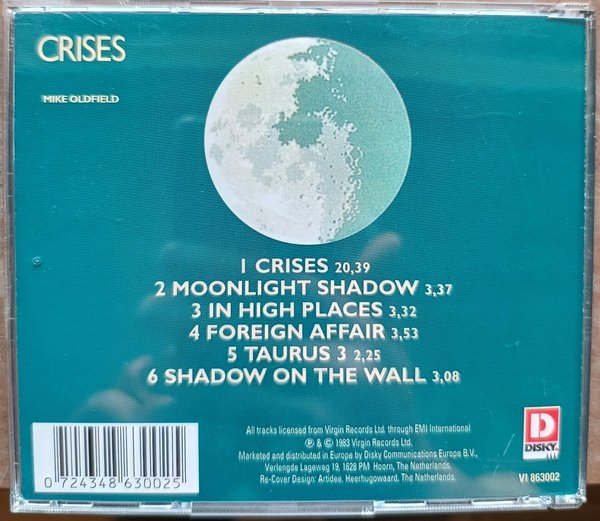 CRISES
MIKE OLDFIELD
1 CRISES 20,39
2 MOONLIGHT SHADOW 3,37
3 IN HIGH PLACES 3,32
4 FOREIGN AFFAIR 3,53
5 TAURUS 3 2,25
6 SHADOW ON THE WALL 3,08
All tracks licensed from Virgin Records Ltd. through EMI International
℗ & © 1983 Virgin Records Ltd.
Marketed and distributed in Europe by Disky Communications Europe B.V.,
Verlengde Lageweg 19, 1628 PM Hoorn, The Netherlands.
Re-Cover Design: Artidea, Heerhugowaard, The Netherlands.
0 724348 630025
D
DISKY
VI 863002